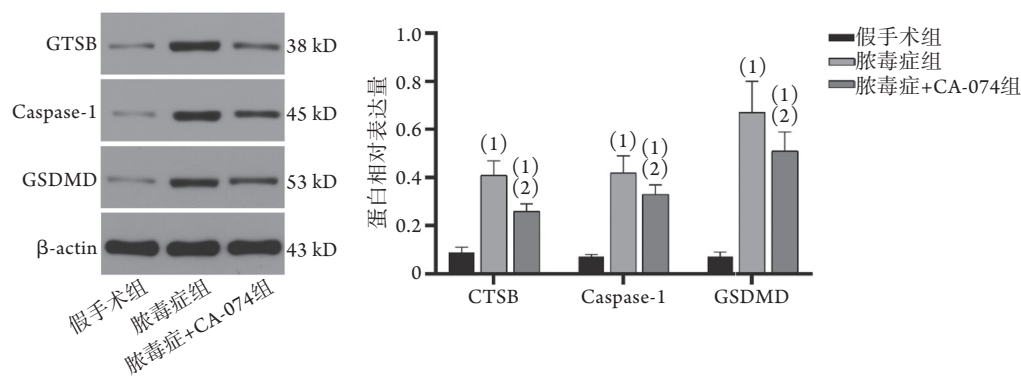 GTSB
38 kD
Caspase-1
45 kD
GSDMD
53 kD
β-actin
43 kD
假手术组
脓毒症组
脓毒症+CA-074组
蛋白相对表达量
1.0
0.8
0.6
0.4
0.2
0
(1)
(1)
(2)
(1)
(1)
(2)
(1)
(1)
(2)
CTSB
Caspase-1
GSDMD
假手术组
脓毒症组
脓毒症+CA-074组